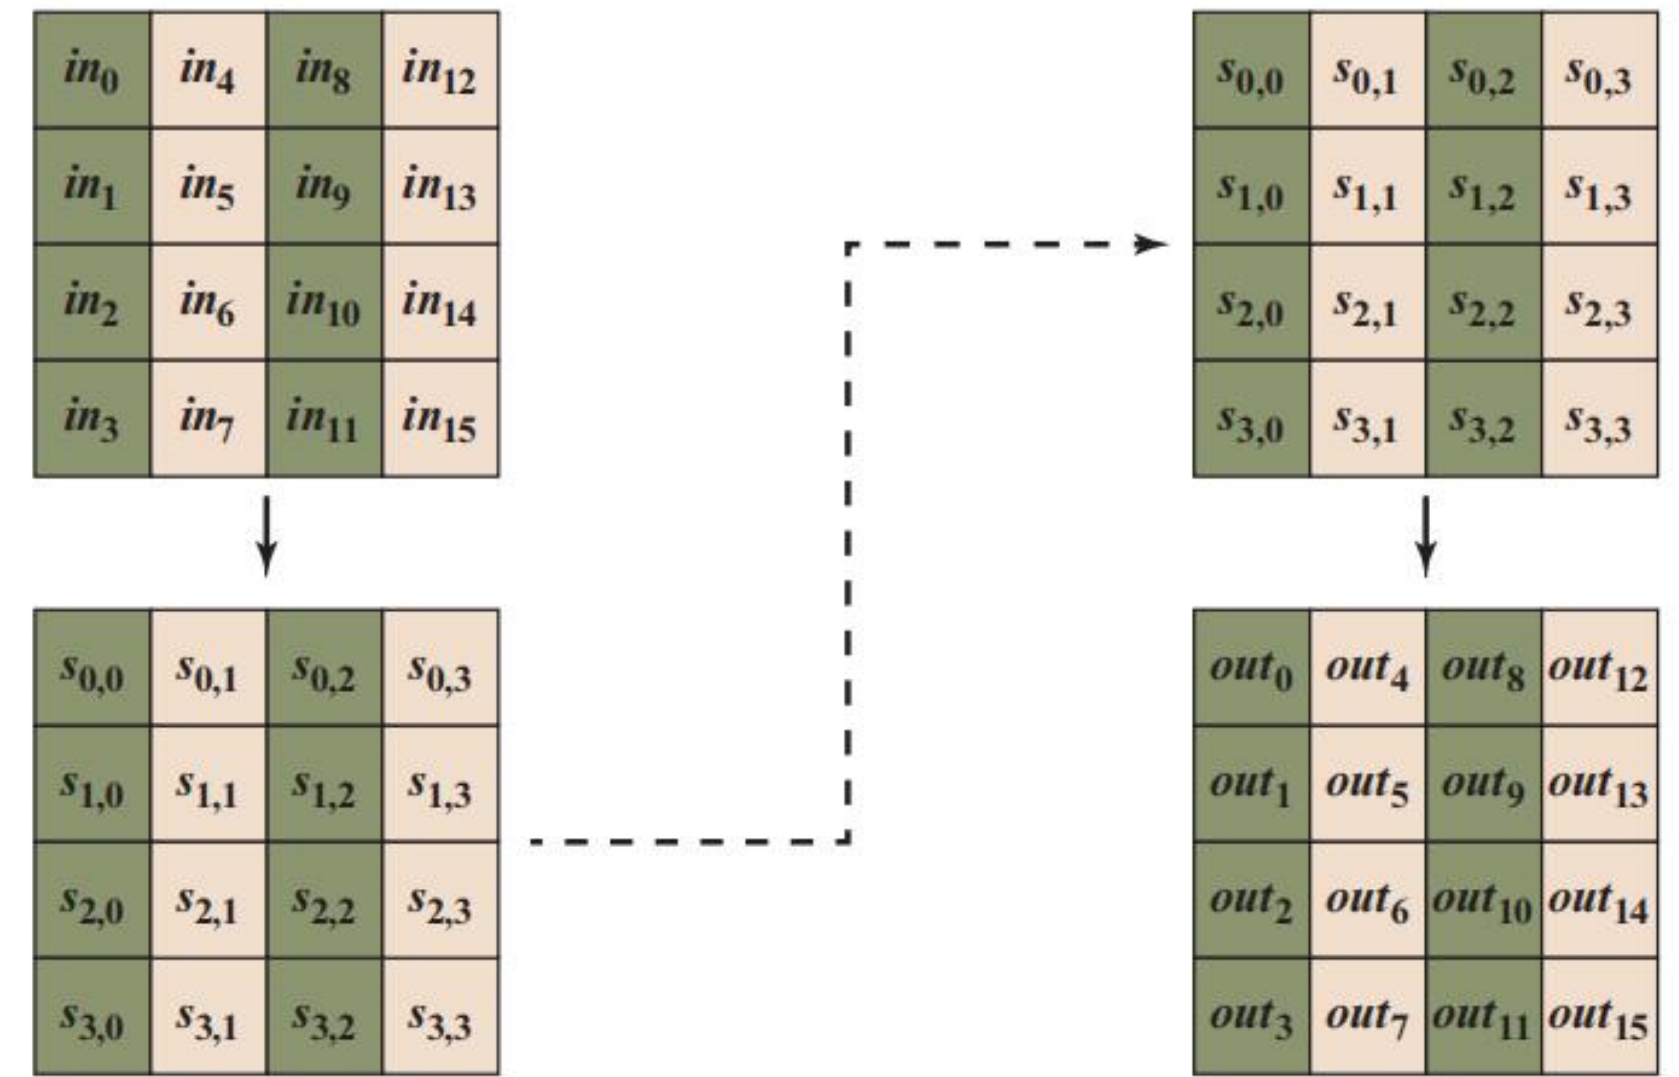 in₀ in₄ in₈ in₁₂
in₁ in₅ in₉ in₁₃
in₂ in₆ in₁₀ in₁₄
in₃ in₇ in₁₁ in₁₅
s₀,₀ s₀,₁ s₀,₂ s₀,₃
s₁,₀ s₁,₁ s₁,₂ s₁,₃
s₂,₀ s₂,₁ s₂,₂ s₂,₃
s₃,₀ s₃,₁ s₃,₂ s₃,₃
s₀,₀ s₀,₁ s₀,₂ s₀,₃
s₁,₀ s₁,₁ s₁,₂ s₁,₃
s₂,₀ s₂,₁ s₂,₂ s₂,₃
s₃,₀ s₃,₁ s₃,₂ s₃,₃
out₀ out₄ out₈ out₁₂
out₁ out₅ out₉ out₁₃
out₂ out₆ out₁₀ out₁₄
out₃ out₇ out₁₁ out₁₅